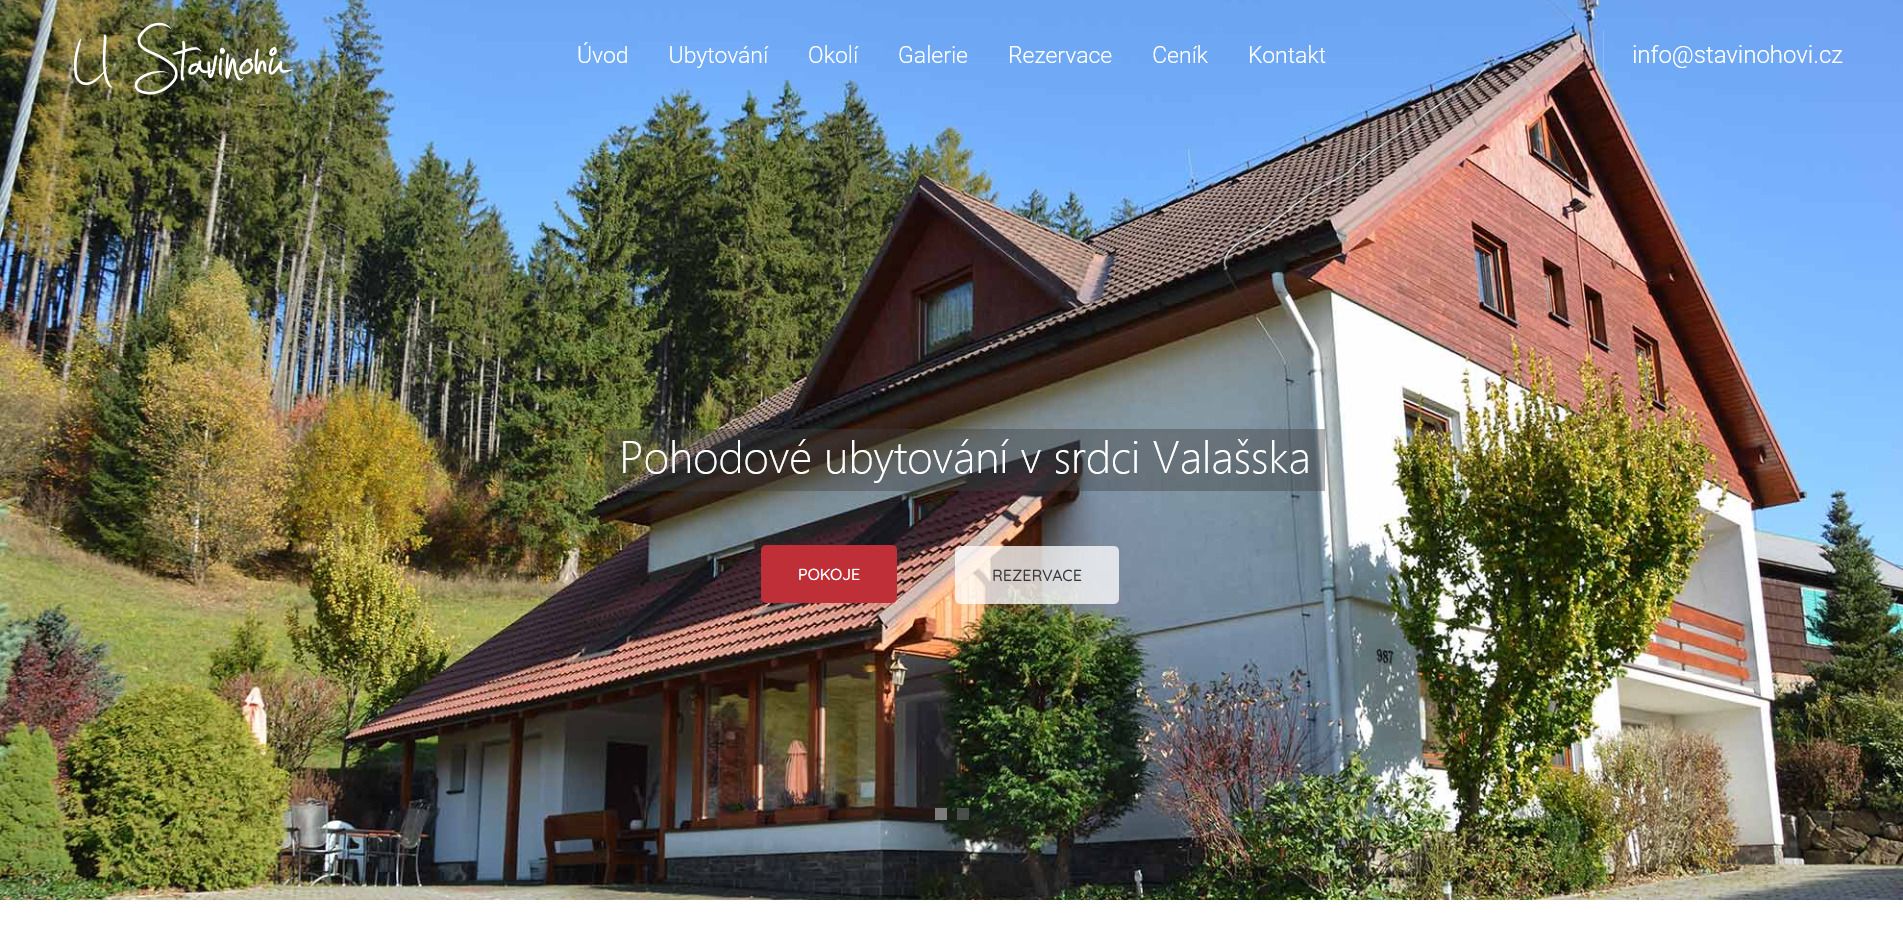 U Stavinohů
Úvod Ubytování Okolí Galerie Rezervace Ceník Kontakt info@stavinohovi.cz
Pohodové ubytování v srdci Valašska
POKOJE REZERVACE
987